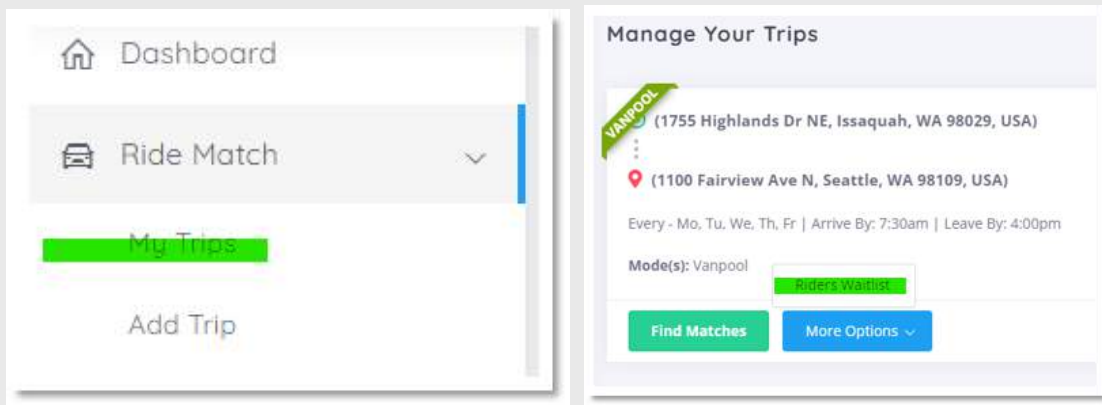 Dashboard
Ride Match
My Trips
Add Trip
Manage Your Trips
VANPOOL
(1755 Highlands Dr NE, Issaquah, WA 98029, USA)
(1100 Fairview Ave N, Seattle, WA 98109, USA)
Every - Mo, Tu, We, Th, Fr | Arrive By: 7:30am | Leave By: 4:00pm
Mode(s): Vanpool
Riders Waitlist
Find Matches
More Options